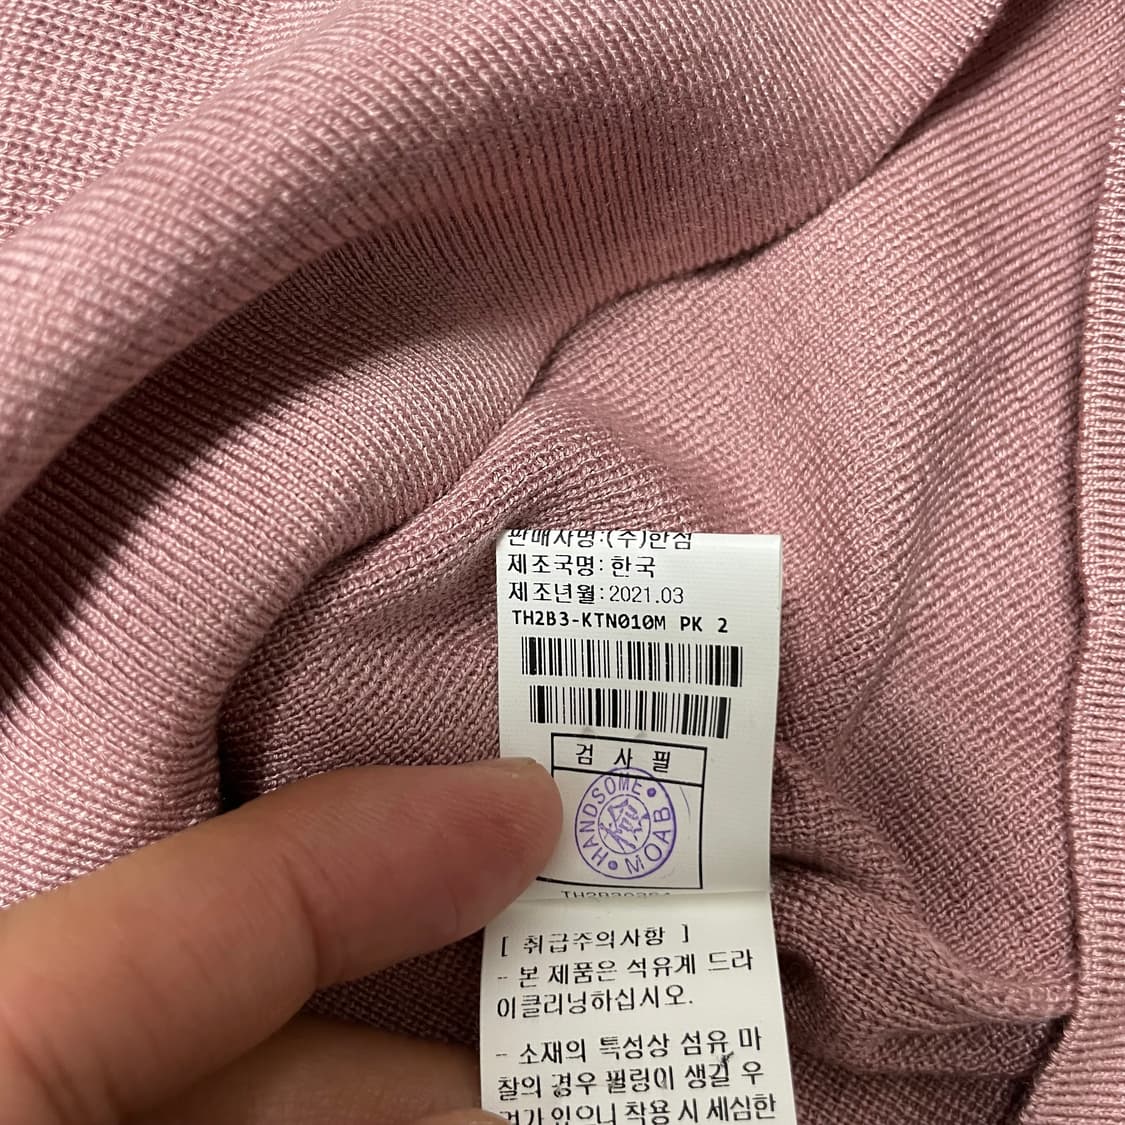 판매사명:(주)한섬
제조국명: 한국
제조년월:2021.03
TH2B3-KTN010M PK 2
검 사 필
HANDSOME
MOAB
[ 취급주의사항 ]
- 본 제품은 석유계 드라
이클리닝하십시오.
- 소재의 특성상 섬유 마
찰의 경우 필링이 생길 우
려가 있으니 착용 시 세심한